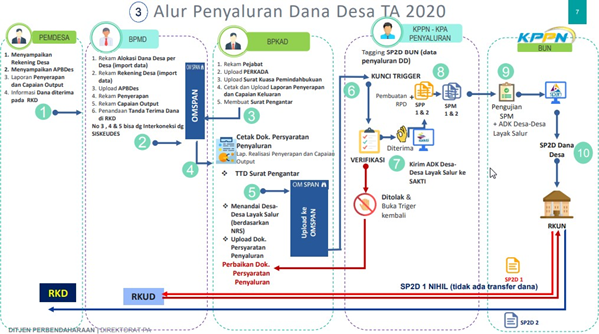 3 Alur Penyaluran Dana Desa TA 2020
7
PEMDESA
1. Menyampaikan
Rekening Desa
2. Menyampaikan APBDes
3. Laporan Penyerapan
dan Capaian Output
4. Informasi Dana diterima
pada RKD
1
BPMD
1. Rekam Alokasi Dana Desa per
Desa (import data)
2. Rekam Rekening Desa (import
data)
3. Upload APBDes
4. Rekam Penyerapan
5. Rekam Capaian Output
6. Penandaan Tanda Terima Dana
di RKD
No 3 , 4 & 5 bisa dg Interkoneksi dg
SISKEUDES
2
OMSPAN
BPKAD
1. Rekam Pejabat
2. Upload PERKADA
3. Upload Surat Kuasa Pemindahbukuan
4. Cetak dan Upload Laporan Penyerapan
dan Capaian Keluaran
5. Membuat Surat Pengantar
3
4
Cetak Dok. Persyaratan
Penyaluran
Lap. Realisasi Penyerapan dan Capaian
Output
TTD Surat Pengantar
5
Menandai Desa-
Desa Layak Salur
(berdasarkan
NRS)
Upload Dok.
Persyaratan
Penyaluran
OM SPAN
Upload ke
OMSPAN
Perbaikan Dok.
Persyaratan
Penyaluran
KPPN - KPA
PENYALURAN
Tagging SP2D BUN (data
penyaluran DD)
KUNCI TRIGGER
6
Pembuatan
RPD
8
SPP
1 & 2
SPM
1 & 2
Diterima
VERIFIKASI
7 Kirim ADK Desa-
Desa Layak Salur ke
SAKTI
Ditolak &
Buka Triger
kembali
KPPN
BUN
9
Pengujian
SPM
+ ADK Desa-Desa
Layak Salur
SP2D Dana
Desa
10
RKUN
SP2D 1
SP2D 1 NIHIL (tidak ada transfer dana)
RKD
RKUD
SP2D 2
DITJEN PERBENDAHARAAN | DIREKTORAT PA